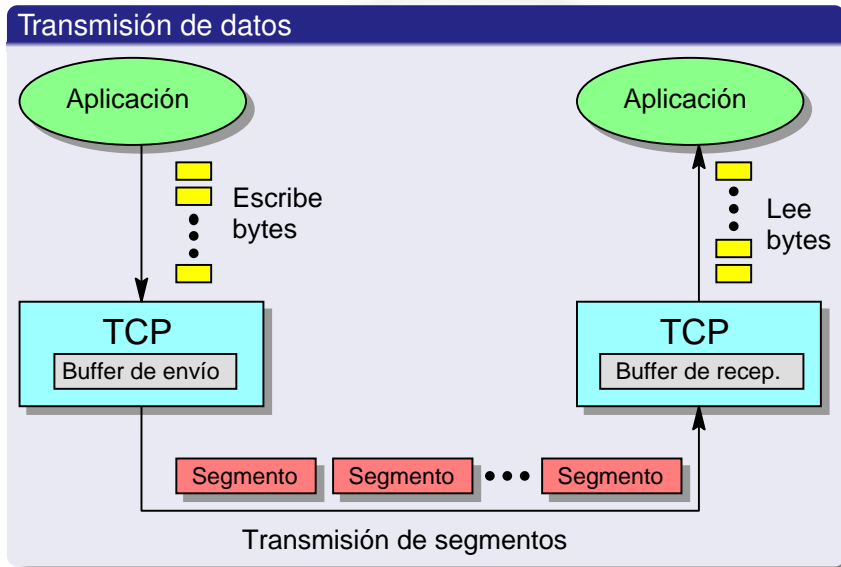 Transmisión de datos
Aplicación
Aplicación
Escribe
bytes
Lee
bytes
TCP
Buffer de envío
TCP
Buffer de recep.
Segmento
Segmento
Segmento
Transmisión de segmentos